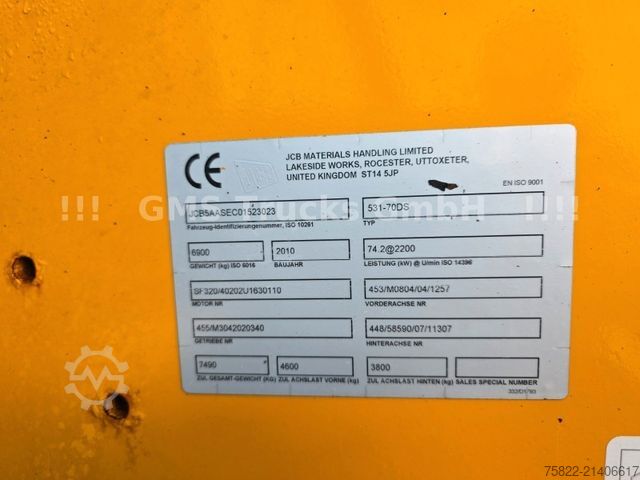 CE
JCB
JCB MATERIALS HANDLING LIMITED
LAKESIDE WORKS, ROCESTER, UTTOXETER,
UNITED KINGDOM ST14 5JP
EN ISO 9001
!!! GMS Trucks GmbH !!!
JCB5AASEC01523023
531-70DS
Fahrzeug-Identifizierungsnummer, ISO 10261
TYP
6900
2010
74.2@2200
GEWICHT (kg) ISO 6016
BAUJAHR
LEISTUNG (kW) @ U/min ISO 14396
SF320/40202U1630110
453/M0804/04/1257
MOTOR NR
VORDERACHSE NR
455/M3042020340
448/58590/07/11307
GETRIEBE NR
HINTERACHSE NR
7490
4600
3800
ZUL GESAMT-GEWICHT (KG)
ZUL ACHSLAST VORNE (kg)
ZUL ACHSLAST HINTEN (kg)
SALES SPECIAL NUMBER
332/D1793
Machineseeker
75822-21406617